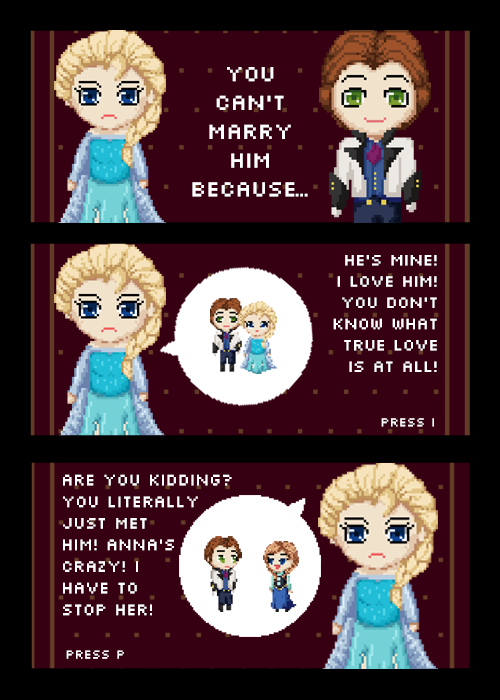 YOU
CAN'T
MARRY
HIM
BECAUSE...
HE'S MINE!
I LOVE HIM!
YOU DON'T
KNOW WHAT
TRUE LOVE
IS AT ALL!
PRESS I
ARE YOU KIDDING?
YOU LITERALLY
JUST MET
HIM! ANNA'S
CRAZY! I
HAVE TO
STOP HER!
PRESS P